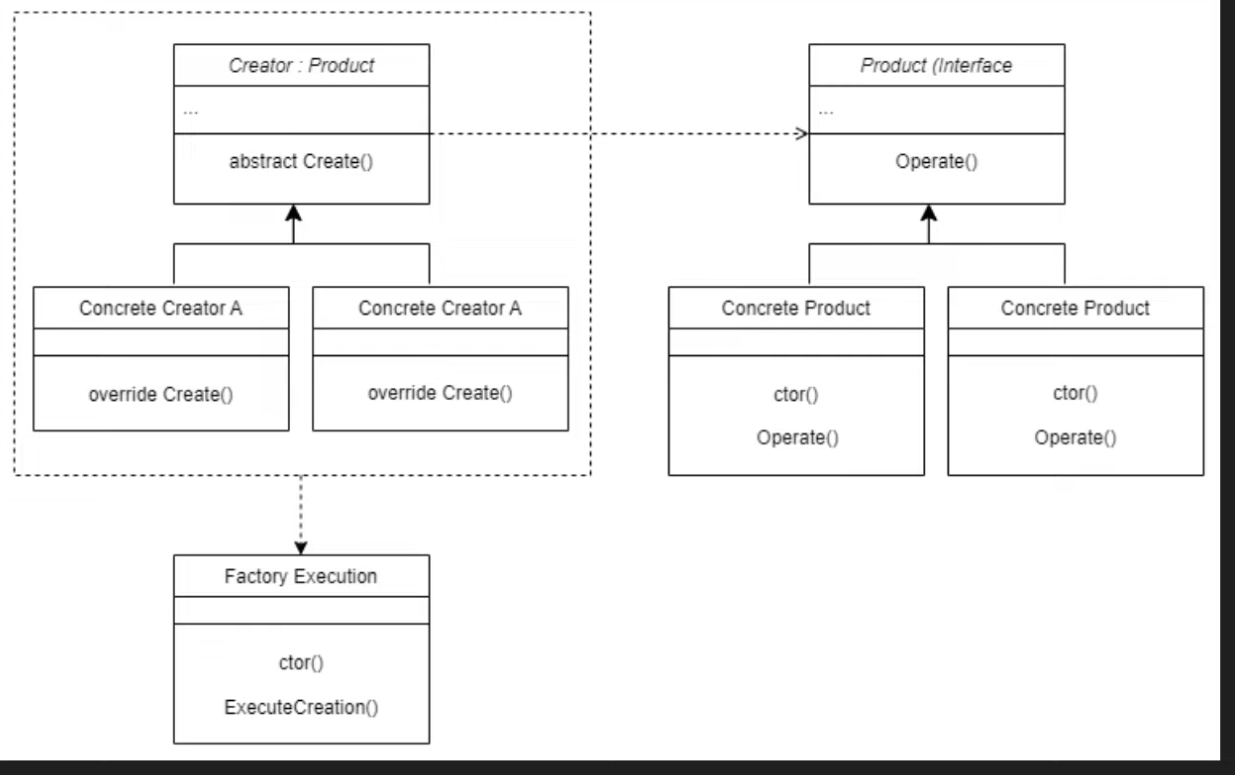 Creator : Product
...
abstract Create()
Product (Interface
...
Operate()
Concrete Creator A
override Create()
Concrete Creator A
override Create()
Concrete Product
ctor()
Operate()
Concrete Product
ctor()
Operate()
Factory Execution
ctor()
ExecuteCreation()